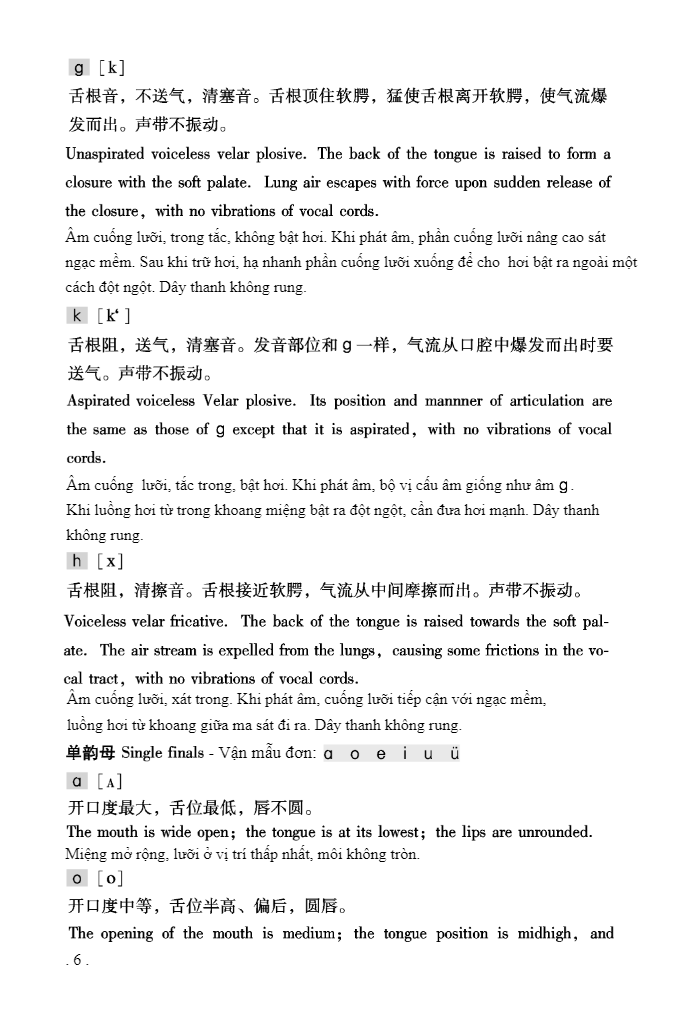 g [k]
舌根音，不送气，清塞音。舌根顶住软腭，猛使舌根离开软腭，使气流爆
发而出。声带不振动。
Unaspirated voiceless velar plosive. The back of the tongue is raised to form a
closure with the soft palate. Lung air escapes with force upon sudden release of
the closure, with no vibrations of vocal cords.
Âm cuống lưỡi, trong tắc, không bật hơi. Khi phát âm, phần cuống lưỡi nâng cao sát
ngạc mềm. Sau khi trữ hơi, hạ nhanh phần cuống lưỡi xuống để cho hơi bật ra ngoài một
cách đột ngột. Dây thanh không rung.
k [k‘]
舌根阻，送气，清塞音。发音部位和 g 一样，气流从口腔中爆发而出时要
送气。声带不振动。
Aspirated voiceless Velar plosive. Its position and mannner of articulation are
the same as those of g except that it is aspirated, with no vibrations of vocal
cords.
Âm cuống lưỡi, tắc trong, bật hơi. Khi phát âm, bộ vị cấu âm giống như âm g .
Khi luồng hơi từ trong khoang miệng bật ra đột ngột, cần đưa hơi mạnh. Dây thanh
không rung.
h [x]
舌根阻，清擦音。舌根接近软腭，气流从中间摩擦而出。声带不振动。
Voiceless velar fricative. The back of the tongue is raised towards the soft pal-
ate. The air stream is expelled from the lungs, causing some frictions in the vo-
cal tract, with no vibrations of vocal cords.
Âm cuống lưỡi, xát trong. Khi phát âm, cuống lưỡi tiếp cận với ngạc mềm,
luồng hơi từ khoang giữa ma sát đi ra. Dây thanh không rung.
单韵母 Single finals - Vận mẫu đơn: ɑ o e i u ü
ɑ [ᴀ]
开口度最大，舌位最低，唇不圆。
The mouth is wide open; the tongue is at its lowest; the lips are unrounded.
Miệng mở rộng, lưỡi ở vị trí thấp nhất, môi không tròn.
o [o]
开口度中等，舌位半高、偏后，圆唇。
The opening of the mouth is medium; the tongue position is midhigh, and
. 6 .